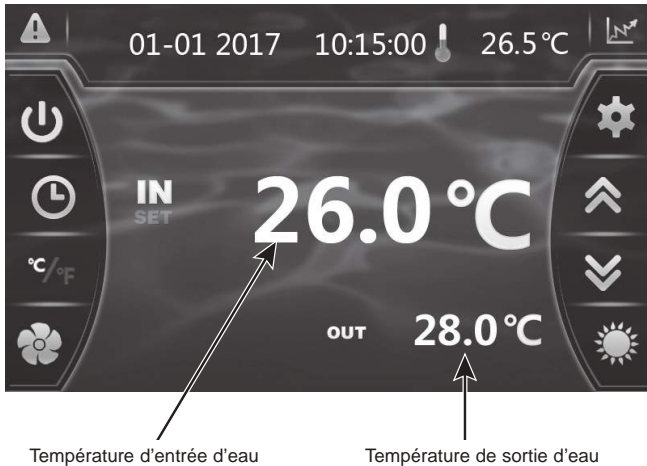 01-01 2017 10:15:00 26.5°C
IN 26.0°C
SET
°C/°F
OUT 28.0°C
Température d'entrée d'eau Température de sortie d'eau